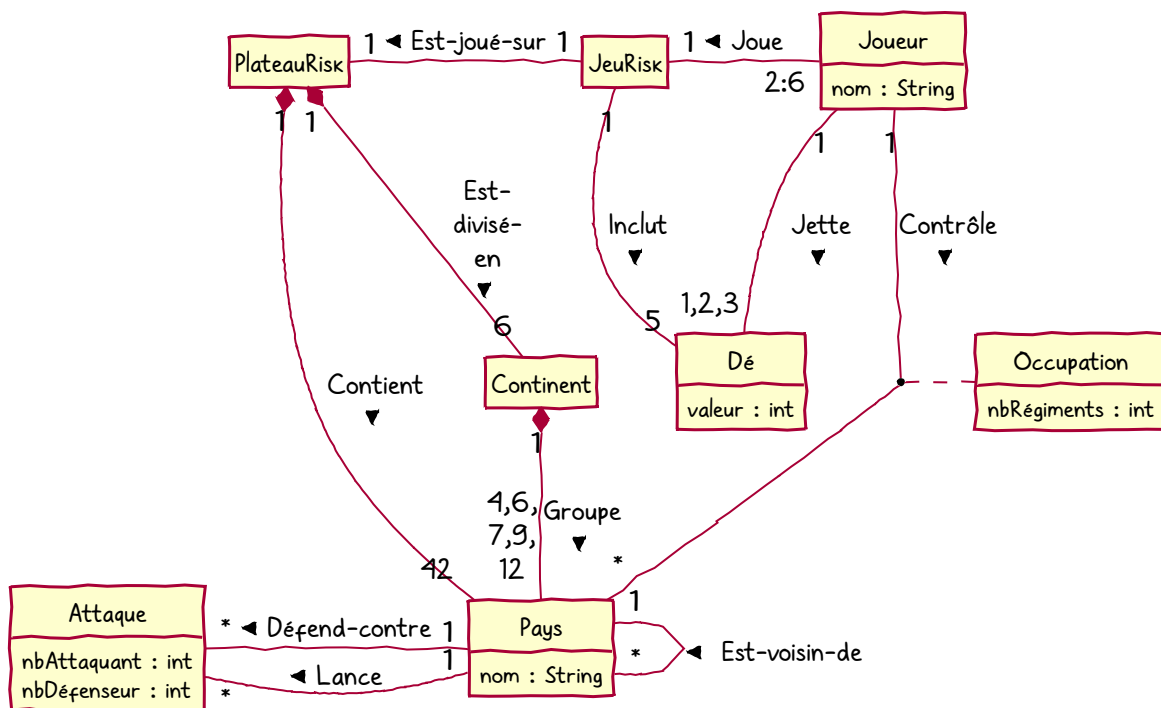 PlateauRisk
1 ◄ Est-joué-sur 1
JeuRisk
1 ◄ Joue
2:6
Joueur
nom : String
1
1
1
1
1
Est-
divisé-
en
▼
6
Inclut
▼
5
Jette
▼
1,2,3
Contrôle
▼
Contient
▼
42
Continent
1
Dé
valeur : int
Occupation
nbRégiments : int
4,6,
7,9,
12
Groupe
▼
*
Attaque
nbAttaquant : int
nbDéfenseur : int
* ◄ Défend-contre 1
* ◄ Lance 1
Pays
nom : String
1
* ◄ Est-voisin-de